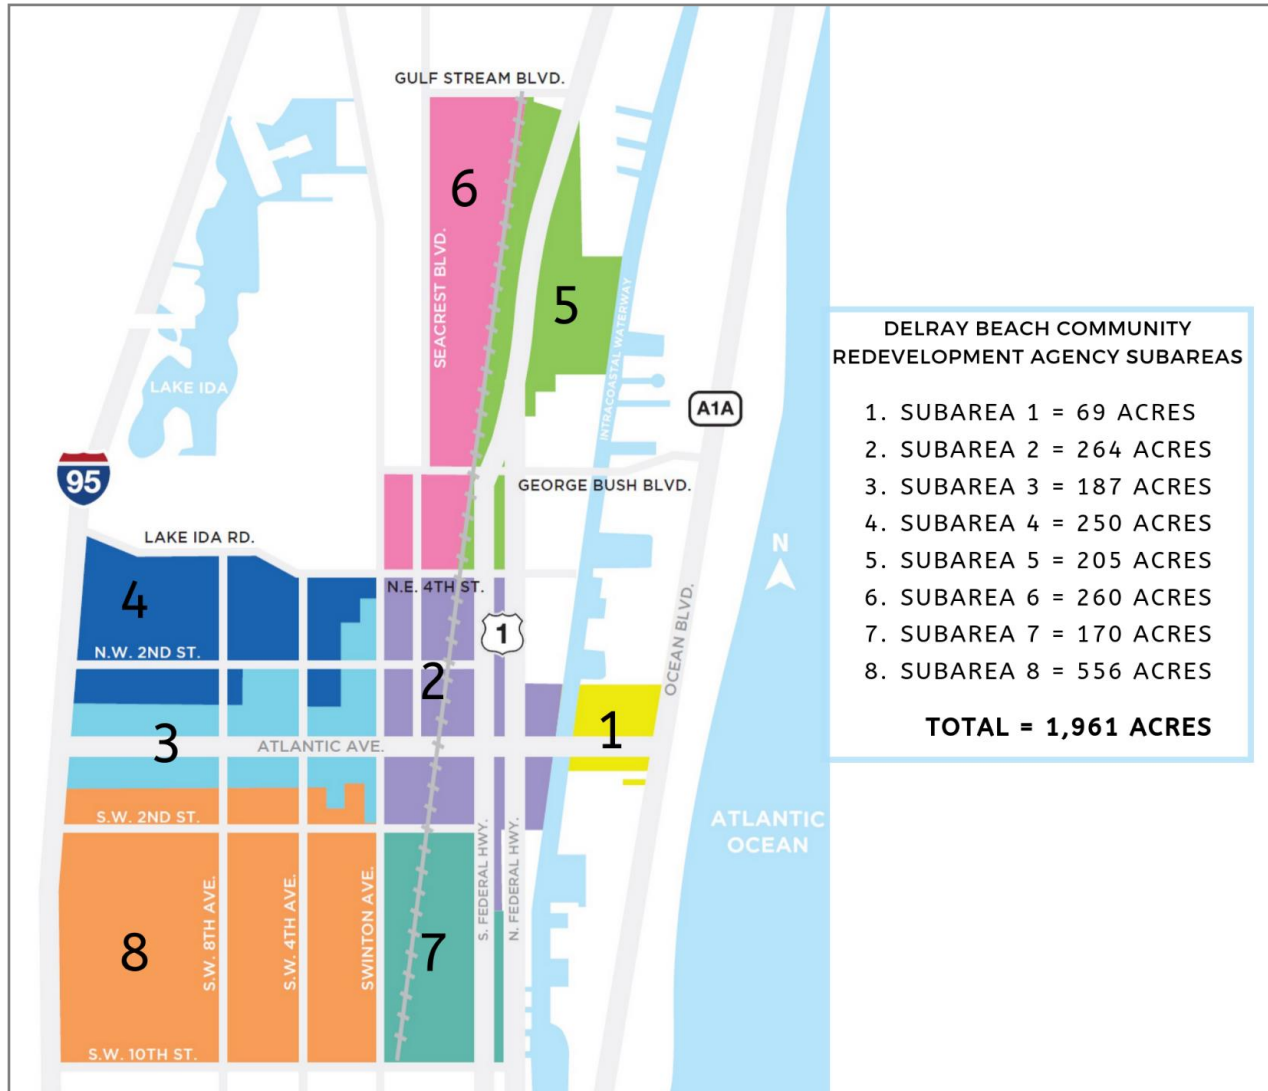 GULF STREAM BLVD.
6
SEACREST BLVD.
5
INTRACOASTAL WATERWAY
LAKE IDA
A1A
95
GEORGE BUSH BLVD.
LAKE IDA RD.
N
4
N.E. 4TH ST.
1
OCEAN BLVD.
N.W. 2ND ST.
2
3
ATLANTIC AVE.
1
S.W. 2ND ST.
ATLANTIC
OCEAN
S.W. 8TH AVE.
S.W. 4TH AVE.
SWINTON AVE.
S. FEDERAL HWY.
N. FEDERAL HWY.
8
7
S.W. 10TH ST.
DELRAY BEACH COMMUNITY
REDEVELOPMENT AGENCY SUBAREAS
1. SUBAREA 1 = 69 ACRES
2. SUBAREA 2 = 264 ACRES
3. SUBAREA 3 = 187 ACRES
4. SUBAREA 4 = 250 ACRES
5. SUBAREA 5 = 205 ACRES
6. SUBAREA 6 = 260 ACRES
7. SUBAREA 7 = 170 ACRES
8. SUBAREA 8 = 556 ACRES
TOTAL = 1,961 ACRES